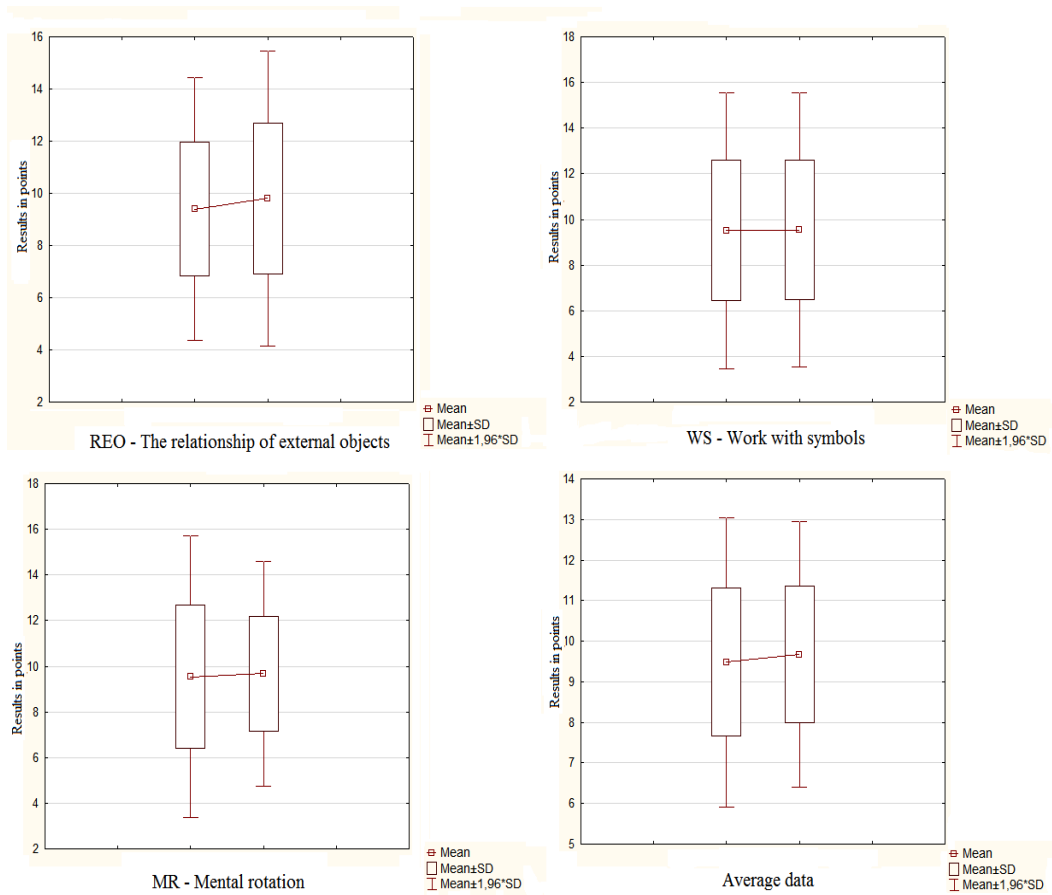 16
14
12
10
8
6
4
2
Results in points
Mean
Mean±SD
Mean±1,96*SD
REO - The relationship of external objects
18
16
14
12
10
8
6
4
2
Results in points
Mean
Mean±SD
Mean±1,96*SD
WS - Work with symbols
18
16
14
12
10
8
6
4
2
Results in points
Mean
Mean±SD
Mean±1,96*SD
MR - Mental rotation
14
13
12
11
10
9
8
7
6
5
Results in points
Mean
Mean±SD
Mean±1,96*SD
Average data